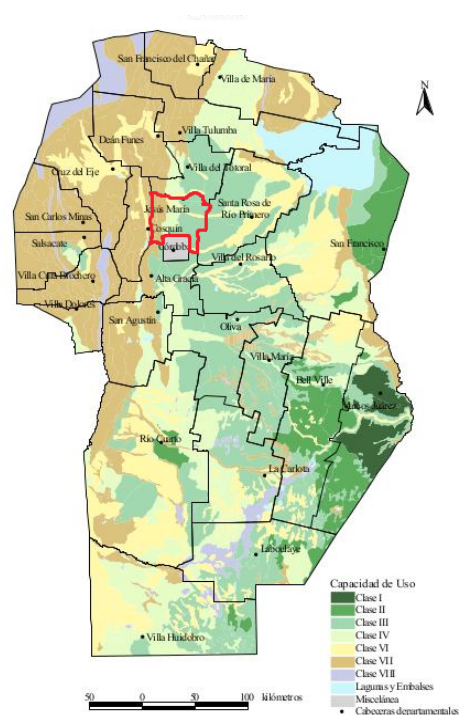 San Francisco del Chañar
N
Villa de Maria
Deán Funes
Villa Tulumba
Cruz del Eje
Villa del Totoral
Jesús Maria
Santa Rosa de
Río Primero
San Carlos Minas
Cosquín
Salsacate
Córdoba
San Francisco
Villa del Rosario
Villa Cura Brochero
Alta Gracia
Villa Dolores
San Agustín
Oliva
Villa María
Bell Ville
Marcos Juárez
Río Cuarto
La Carlota
Laboulaye
Villa Huidobro
Capacidad de Uso
Clase I
Clase II
Clase III
Clase IV
Clase VI
Clase VII
Clase VIII
Lagunas y Embalses
Miscelánea
Cabeceras departamentales
50 0 50 100 kilómetros